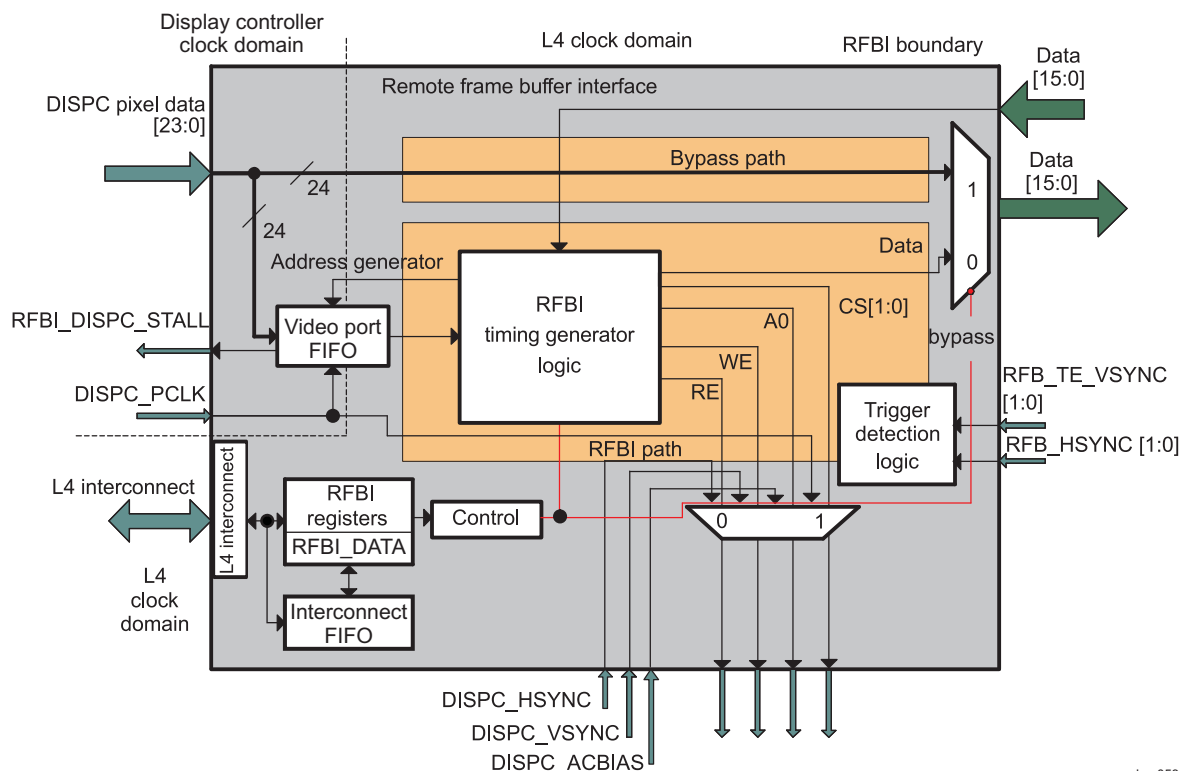 Display controller
clock domain
L4 clock domain
RFBI boundary
Remote frame buffer interface
Data
[15:0]
DISPC pixel data
[23:0]
Bypass path
24
24
1
0
Data
[15:0]
Data
Address generator
RFBI
timing generator
logic
CS[1:0]
A0
WE
RE
bypass
RFBI_DISPC_STALL
Video port
FIFO
DISPC_PCLK
RFB_TE_VSYNC
[1:0]
Trigger
detection
logic
RFB_HSYNC [1:0]
RFBI path
L4 interconnect
L4 interconnect
RFBI
registers
RFBI_DATA
Control
0
1
L4
clock
domain
Interconnect
FIFO
DISPC_HSYNC
DISPC_VSYNC
DISPC_ACBIAS